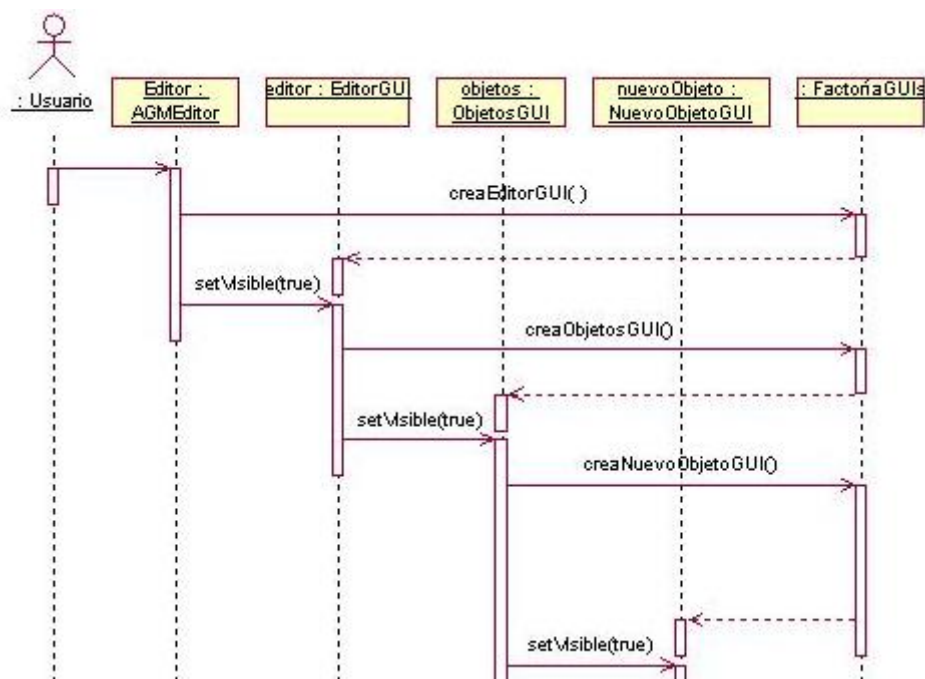 : Usuario
Editor :
AGMEditor
editor : EditorGUI
objetos :
ObjetosGUI
nuevoObjeto :
NuevoObjetoGUI
: FactoríaGUIs
creaEditorGUI( )
setVisible(true)
creaObjetosGUI()
setVisible(true)
creaNuevoObjetoGUI()
setVisible(true)